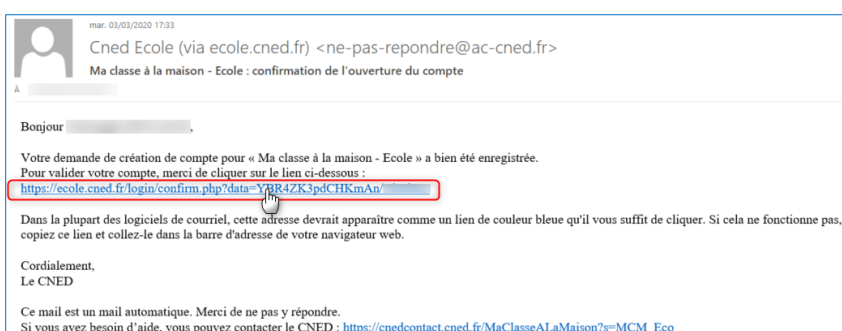 mar. 03/03/2020 17:33
Cned Ecole (via ecole.cned.fr) <ne-pas-repondre@ac-cned.fr>
Ma classe à la maison - Ecole : confirmation de l'ouverture du compte
À
Bonjour ,
Votre demande de création de compte pour « Ma classe à la maison - Ecole » a bien été enregistrée.
Pour valider votre compte, merci de cliquer sur le lien ci-dessous :
https://ecole.cned.fr/login/confirm.php?data=YBR4ZK3pdCHKmAn/
Dans la plupart des logiciels de courriel, cette adresse devrait apparaître comme un lien de couleur bleue qu'il vous suffit de cliquer. Si cela ne fonctionne pas,
copiez ce lien et collez-le dans la barre d'adresse de votre navigateur web.
Cordialement,
Le CNED
Ce mail est un mail automatique. Merci de ne pas y répondre.
Si vous avez besoin d'aide, vous pouvez contacter le CNED : https://cnedcontact.cned.fr/MaClasseALaMaison?s=MCM_Eco